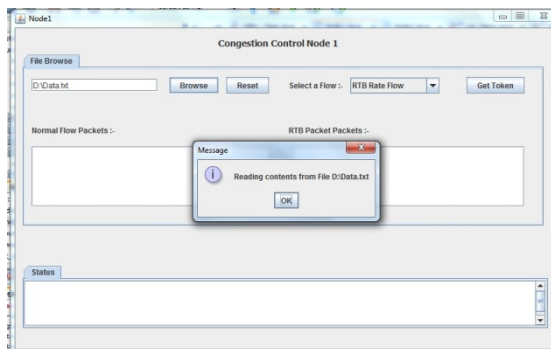 Node1
Congestion Control Node 1
File Browse
D:\Data.txt
Browse
Reset
Select a Flow :-
RTB Rate Flow
Get Token
Normal Flow Packets :-
RTB Packet Packets :-
Message
Reading contents from File D:\Data.txt
OK
Status